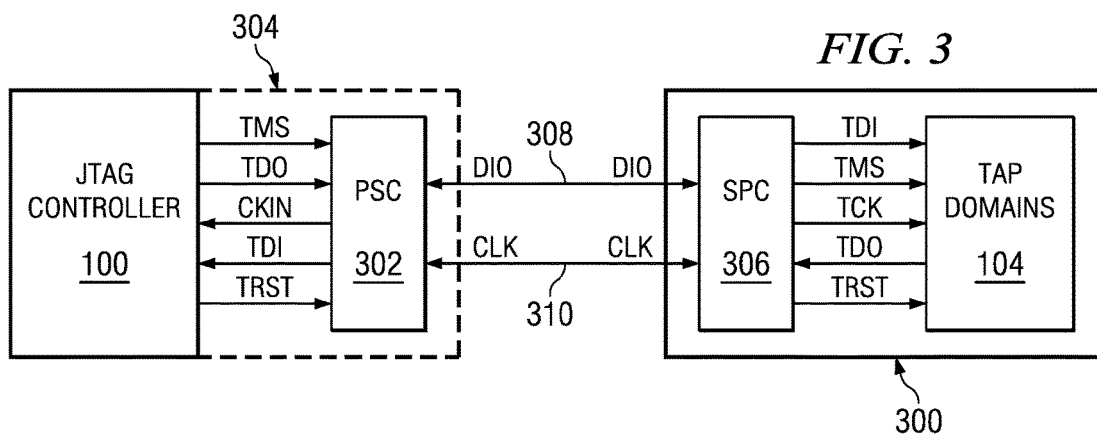 304
FIG. 3
TMS
TDO
CKIN
TDI
TRST
JTAG
CONTROLLER
100
PSC
302
DIO
308
DIO
CLK
310
CLK
SPC
306
TDI
TMS
TCK
TDO
TRST
TAP
DOMAINS
104
300